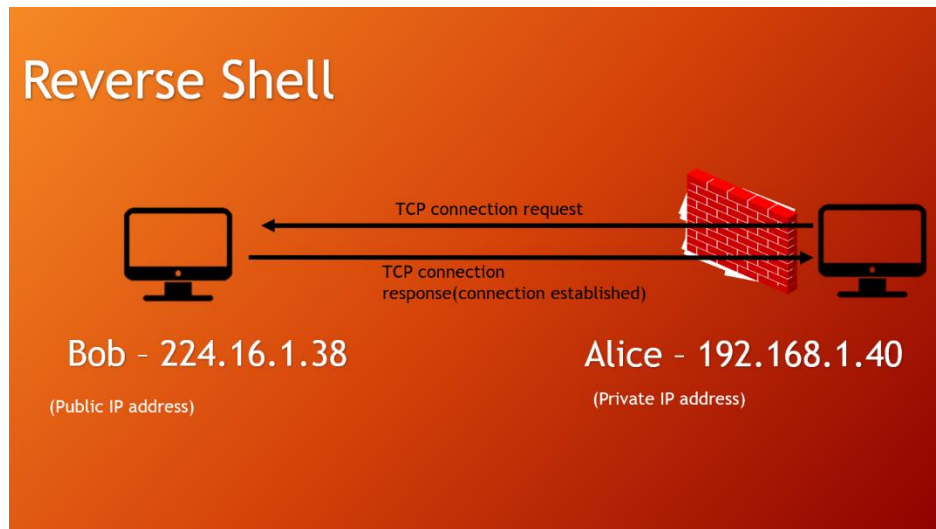 Reverse Shell
TCP connection request
TCP connection
response(connection established)
Bob – 224.16.1.38
(Public IP address)
Alice – 192.168.1.40
(Private IP address)